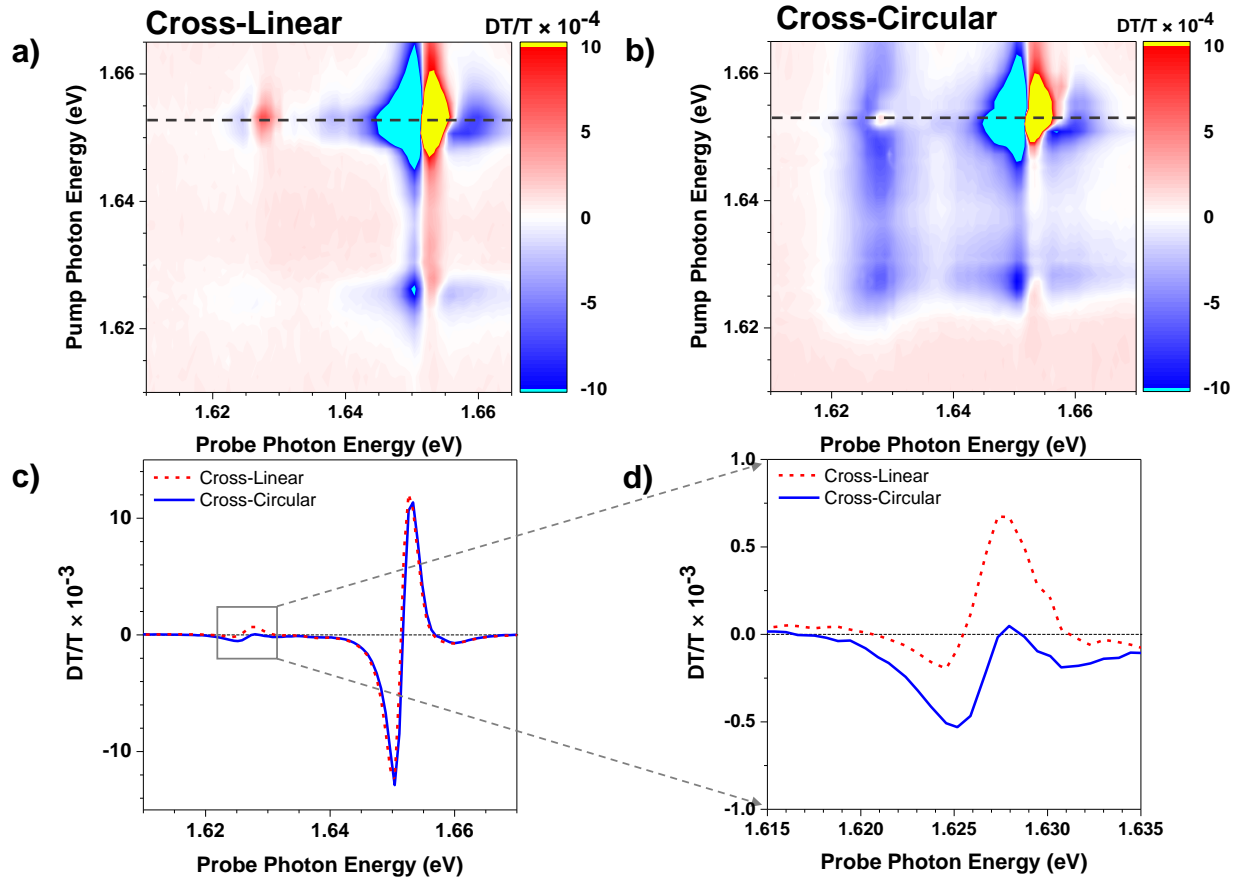 Cross-Linear
a)
DT/T × 10-4
10
5
0
-5
-10
1.66
1.64
1.62
Pump Photon Energy (eV)
1.62 1.64 1.66
Probe Photon Energy (eV)
Cross-Circular
b)
DT/T × 10-4
10
5
0
-5
-10
1.66
1.64
1.62
Pump Photon Energy (eV)
1.62 1.64 1.66
Probe Photon Energy (eV)
c)
Cross-Linear
Cross-Circular
10
0
-10
DT/T × 10-3
1.62 1.64 1.66
Probe Photon Energy (eV)
d)
Cross-Linear
Cross-Circular
1.0
0.5
0.0
-0.5
-1.0
DT/T × 10-3
1.615 1.620 1.625 1.630 1.635
Probe Photon Energy (eV)